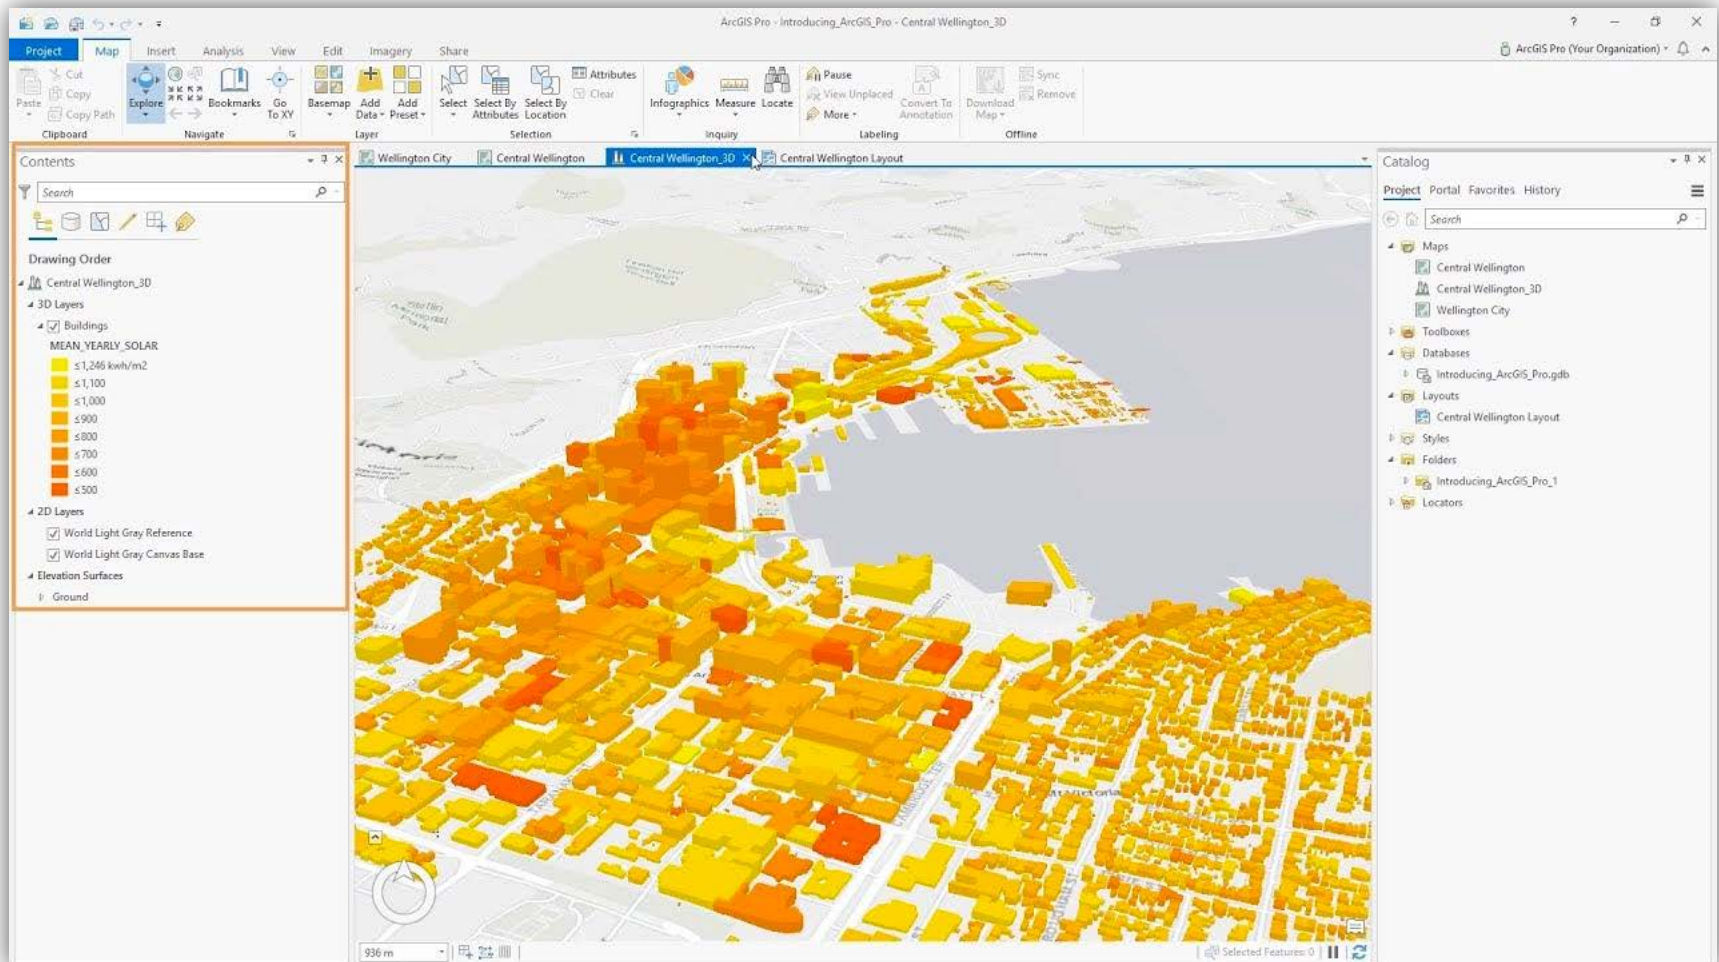 ArcGIS Pro - Introducing_ArcGIS_Pro - Central Wellington_3D
?
Project Map Insert Analysis View Edit Imagery Share
ArcGIS Pro (Your Organization)
Paste
Cut
Copy
Copy Path
Clipboard
Explore
Bookmarks
Go To XY
Navigate
Basemap
Add Data
Add Preset
Layer
Select
Select By Attributes
Select By Location
Attributes
Clear
Selection
Infographics
Measure
Locate
Inquiry
Pause
View Unplaced
More
Convert To Annotation
Labeling
Download Map
Sync
Remove
Offline
Contents
Search
Drawing Order
Central Wellington_3D
3D Layers
Buildings
MEAN_YEARLY_SOLAR
≤1,246 kwh/m2
≤1,100
≤1,000
≤900
≤800
≤700
≤600
≤500
2D Layers
World Light Gray Reference
World Light Gray Canvas Base
Elevation Surfaces
Ground
Wellington City
Central Wellington
Central Wellington_3D
Central Wellington Layout
CAMBRIDGE TER
Mt Victoria
936 m
Selected Features: 0
Catalog
Project Portal Favorites History
Search
Maps
Central Wellington
Central Wellington_3D
Wellington City
Toolboxes
Databases
Introducing_ArcGIS_Pro.gdb
Layouts
Central Wellington Layout
Styles
Folders
Introducing_ArcGIS_Pro_1
Locators